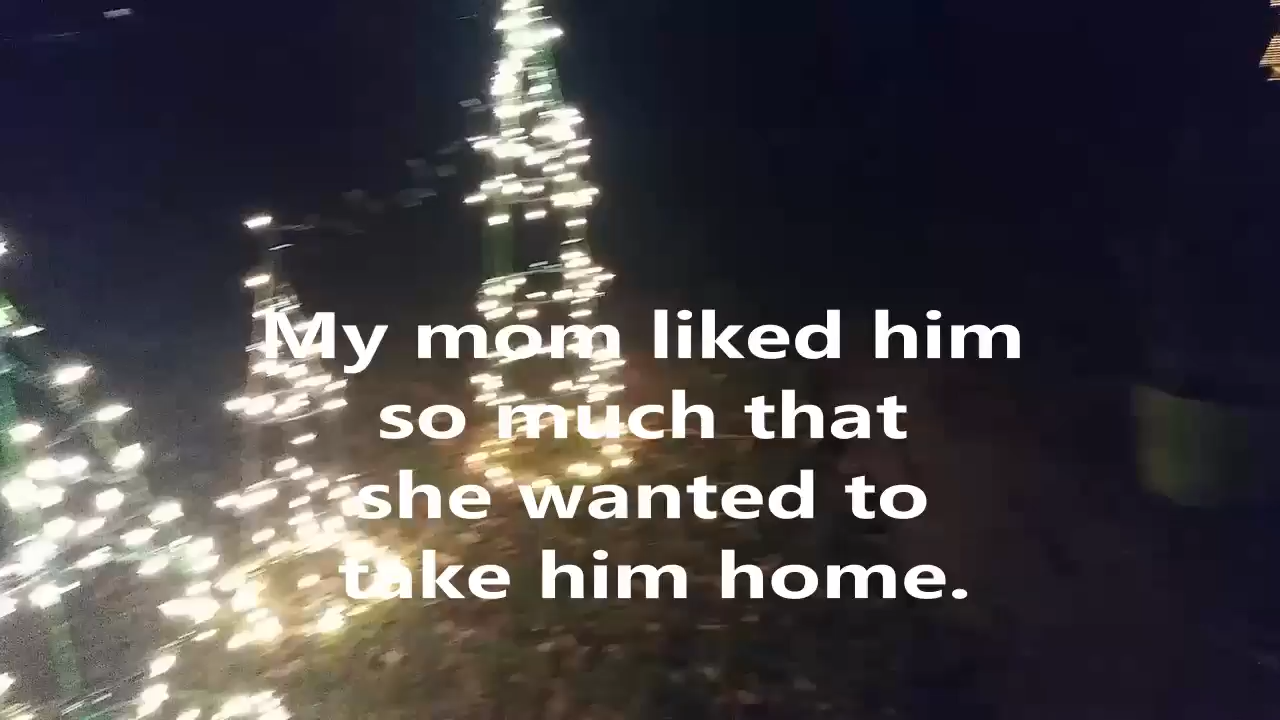 My mom liked him
so much that
she wanted to
take him home.